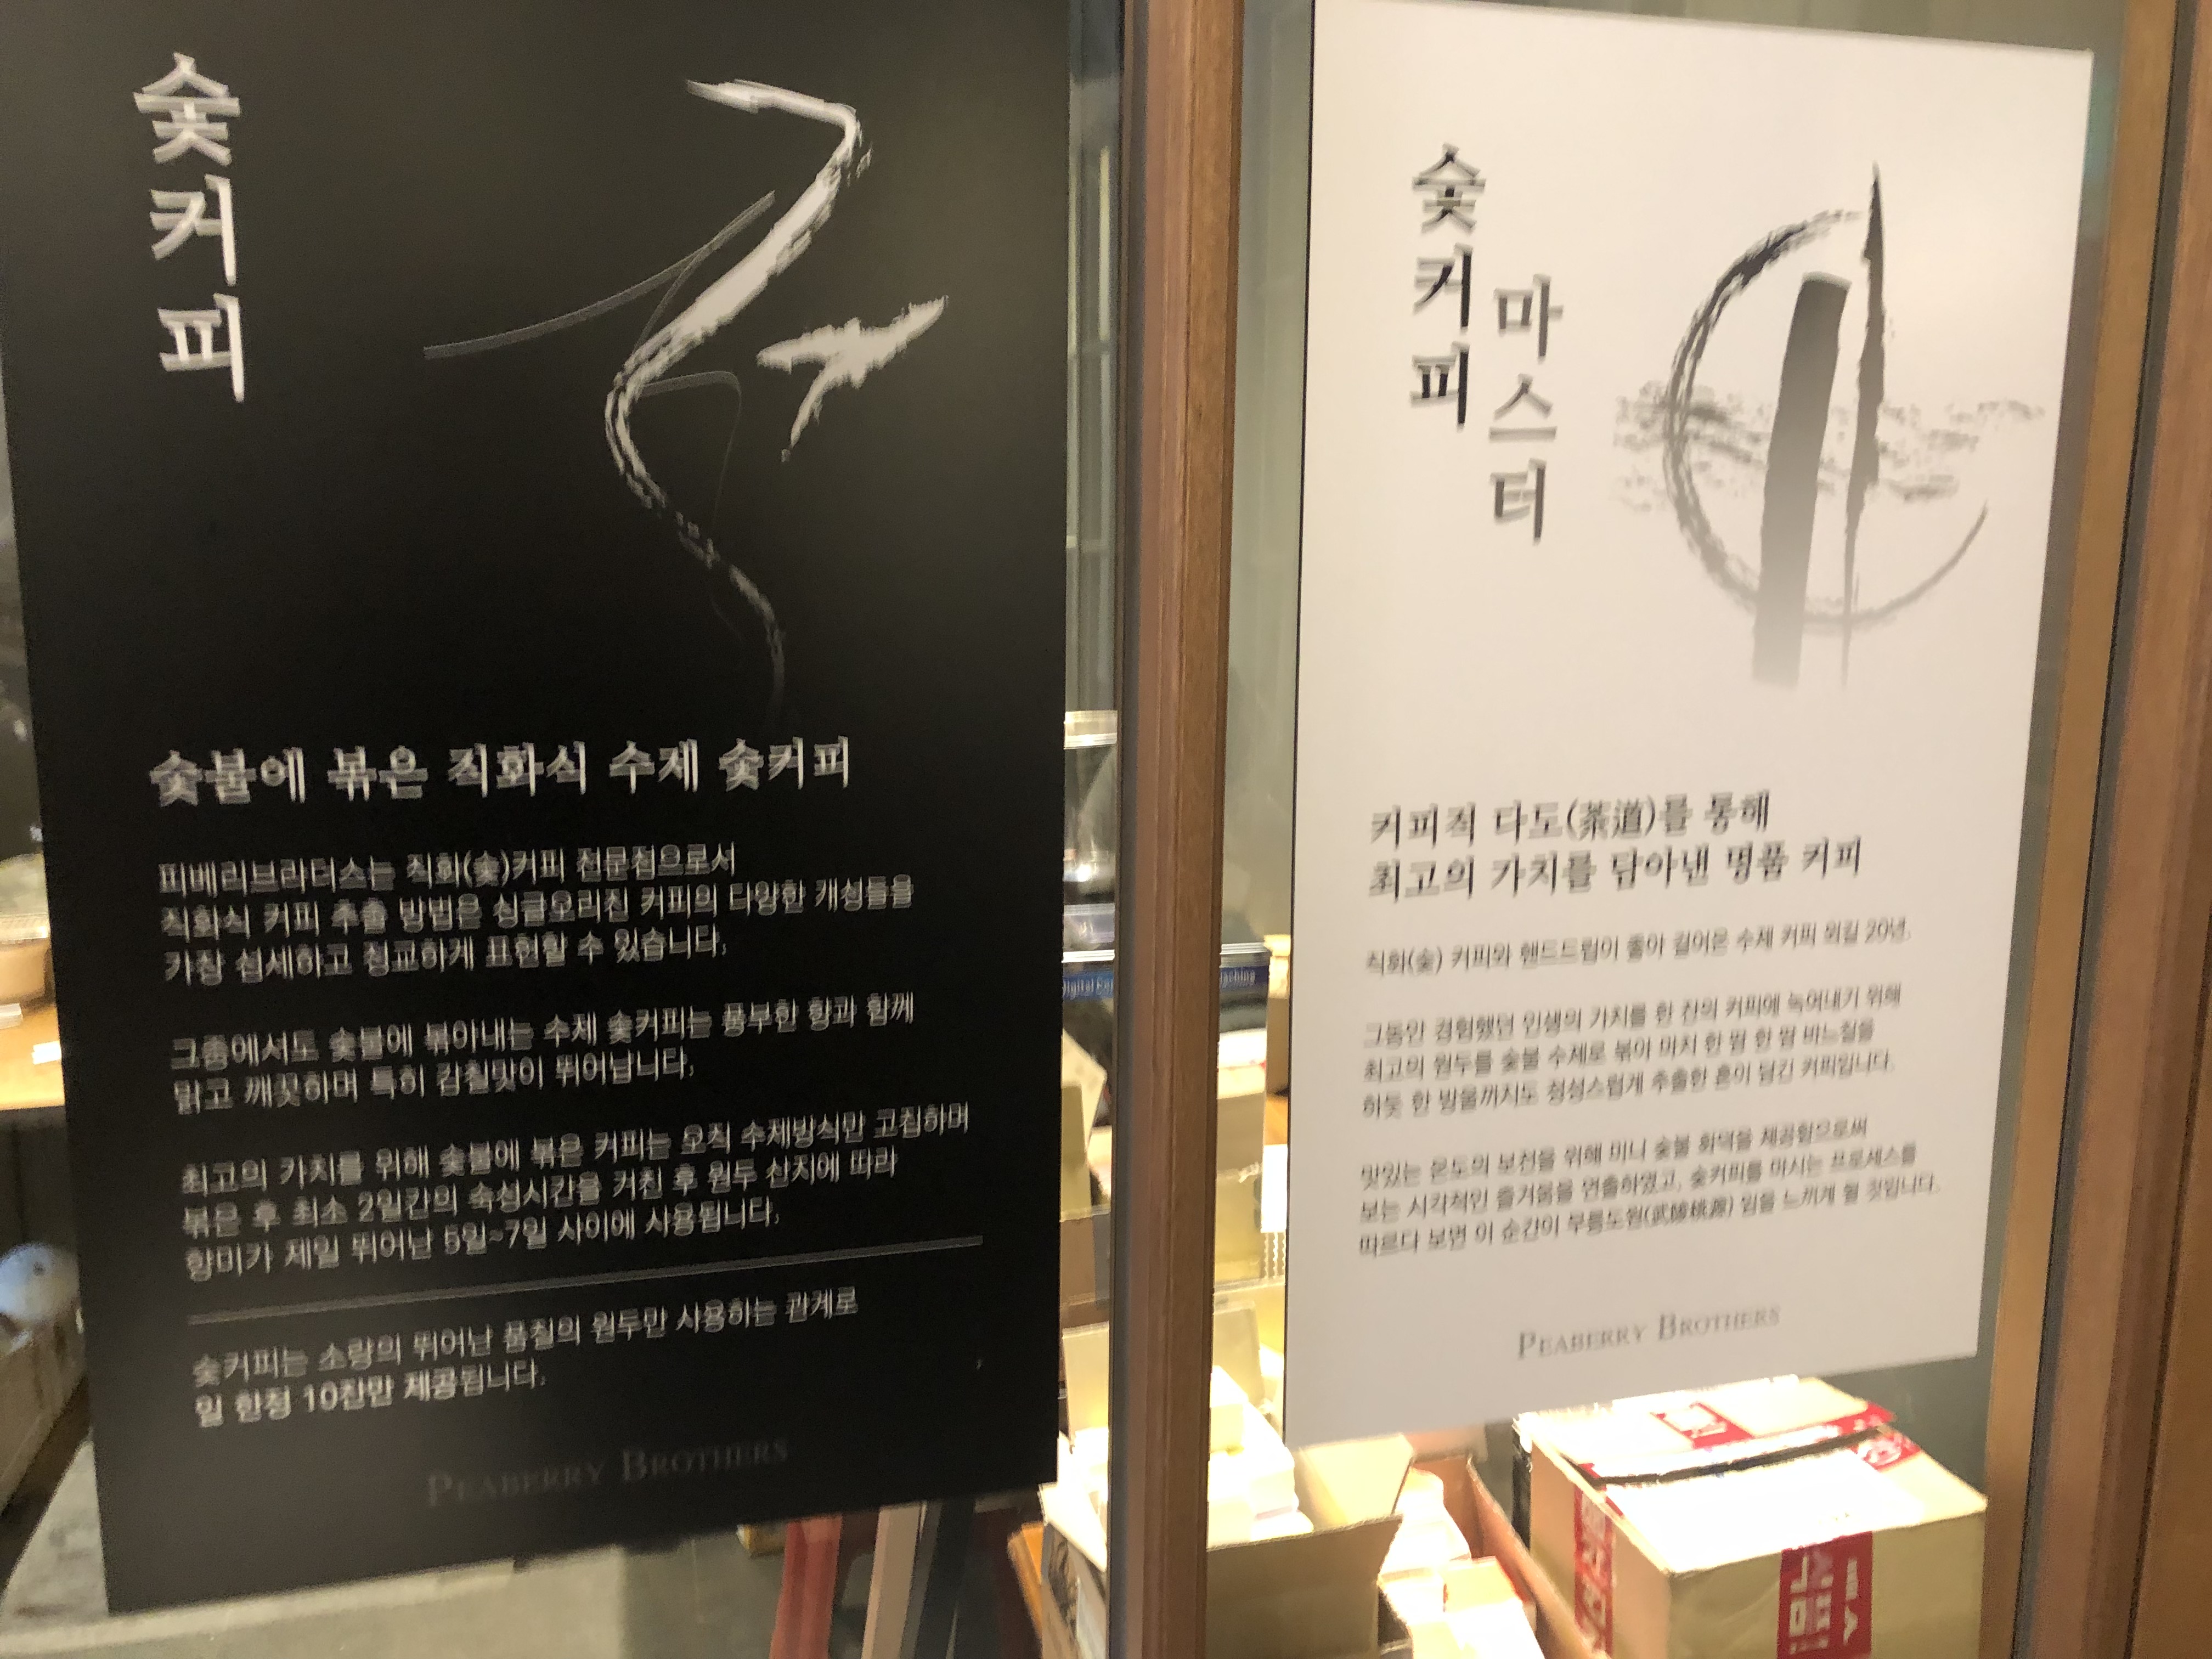 숯커피
숯불에 볶은 직화식 수제 숯커피
피베리브라더스는 직화(숯)커피 전문점으로서
직화식 커피 추출 방법은 싱글오리진 커피의 다양한 개성들을
가장 섬세하고 정교하게 표현할 수 있습니다.
그중에서도 숯불에 볶아내는 수제 숯커피는 풍부한 향과 함께
맑고 깨끗하며 특히 감칠맛이 뛰어납니다.
최고의 가치를 위해 숯불에 볶은 커피는 오직 수제방식만 고집하며
볶은 후 최소 2일간의 숙성시간을 거친 후 원두 산지에 따라
향미가 제일 뛰어난 5일~7일 사이에 사용됩니다.
숯커피는 소량의 뛰어난 품질의 원두만 사용하는 관계로
일 한정 10잔만 제공됩니다.
PEABERRY BROTHERS
숯커피
마스터
커피적 다도(茶道)를 통해
최고의 가치를 담아낸 명품 커피
직화(숯) 커피와 핸드드립이 좋아 걸어온 수제 커피 외길 20년.
그동안 경험했던 인생의 가치를 한 잔의 커피에 녹여내기 위해
최고의 원두를 숯불 수제로 볶아 마치 한 땀 한 땀 바느질을
하듯 한 방울까지도 정성스럽게 추출한 혼이 담긴 커피입니다.
맛있는 온도의 보전을 위해 미니 숯불 화덕을 제공함으로써
보는 시각적인 즐거움을 연출하였고, 숯커피를 마시는 프로세스를
따르다 보면 이 순간이 무릉도원(武陵桃源) 임을 느끼게 될 것입니다.
PEABERRY BROTHERS